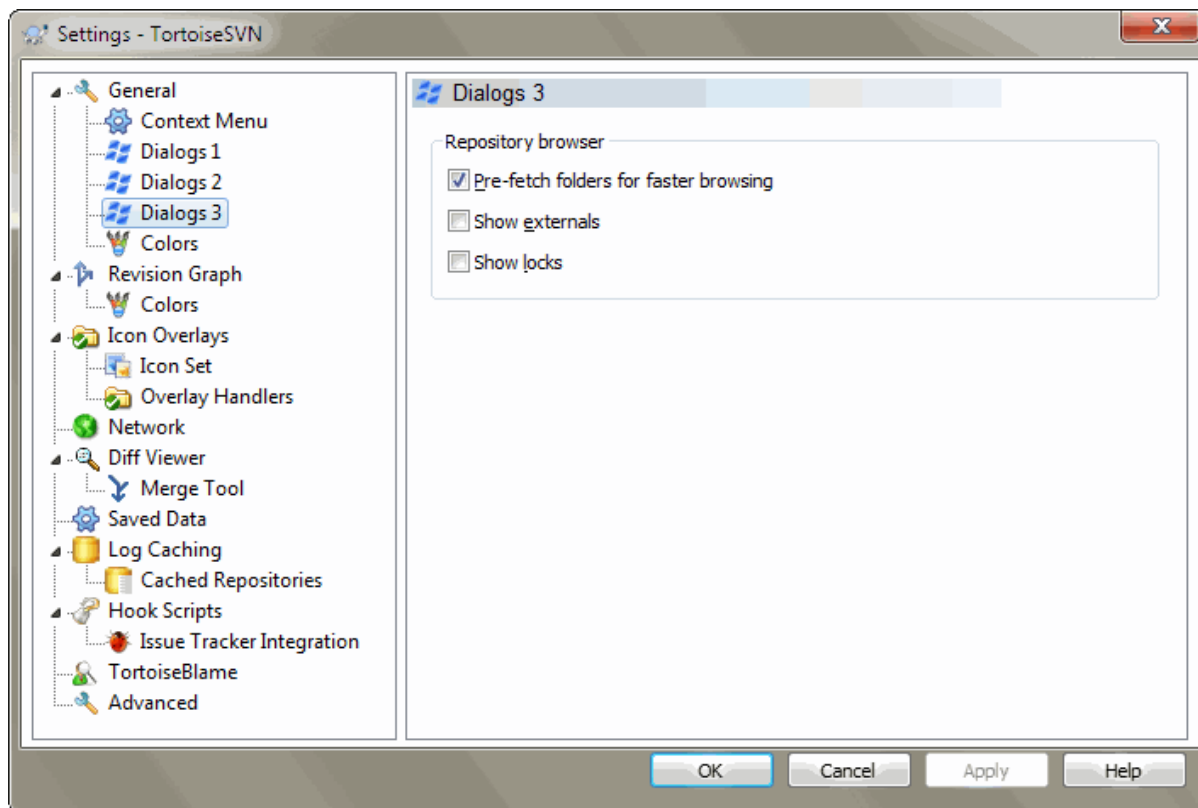 Settings - TortoiseSVN
General
Context Menu
Dialogs 1
Dialogs 2
Dialogs 3
Colors
Revision Graph
Colors
Icon Overlays
Icon Set
Overlay Handlers
Network
Diff Viewer
Merge Tool
Saved Data
Log Caching
Cached Repositories
Hook Scripts
Issue Tracker Integration
TortoiseBlame
Advanced
Dialogs 3
Repository browser
Pre-fetch folders for faster browsing
Show externals
Show locks
OK
Cancel
Apply
Help